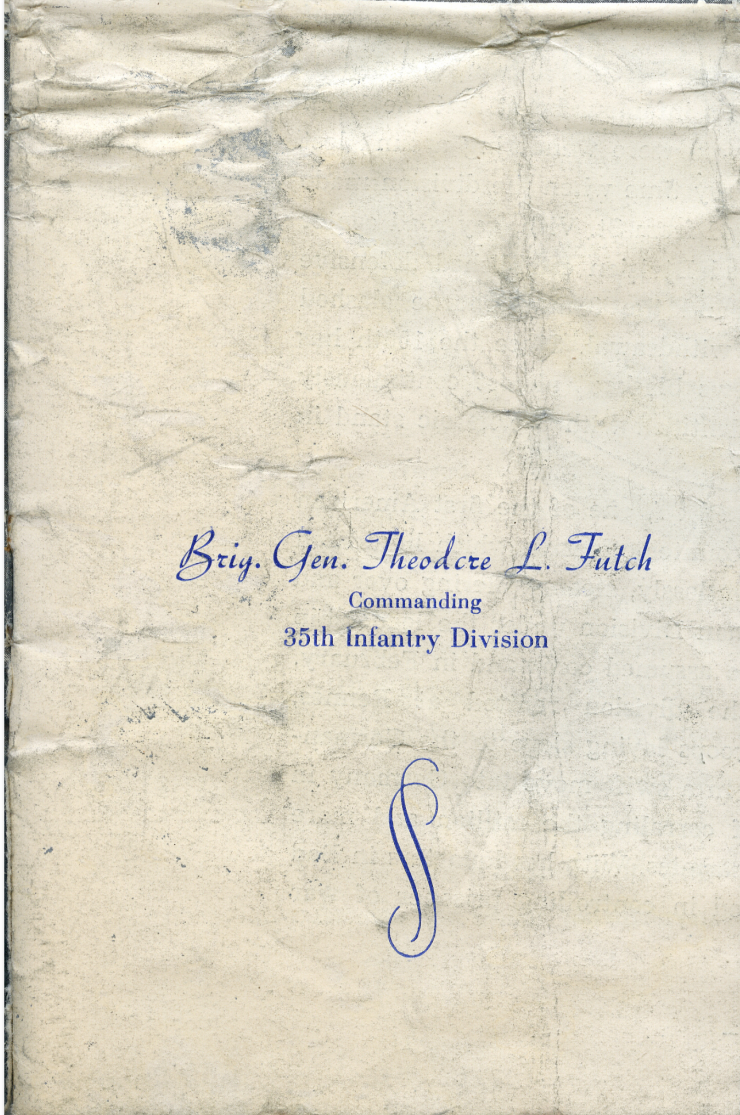 Brig. Gen. Theodore L. Futch
Commanding
35th Infantry Division